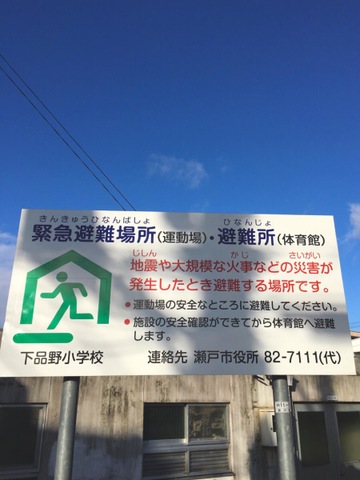 きんきゅうひなんばしょ ひなんじょ
緊急避難場所(運動場)・避難所(体育館)
じしん かじ さいがい
地震や大規模な火事などの災害が
発生したとき避難する場所です。
●運動場の安全なところに避難してください。
●施設の安全確認ができてから体育館へ避難
します。
下品野小学校 連絡先 瀬戸市役所 82-7111(代)